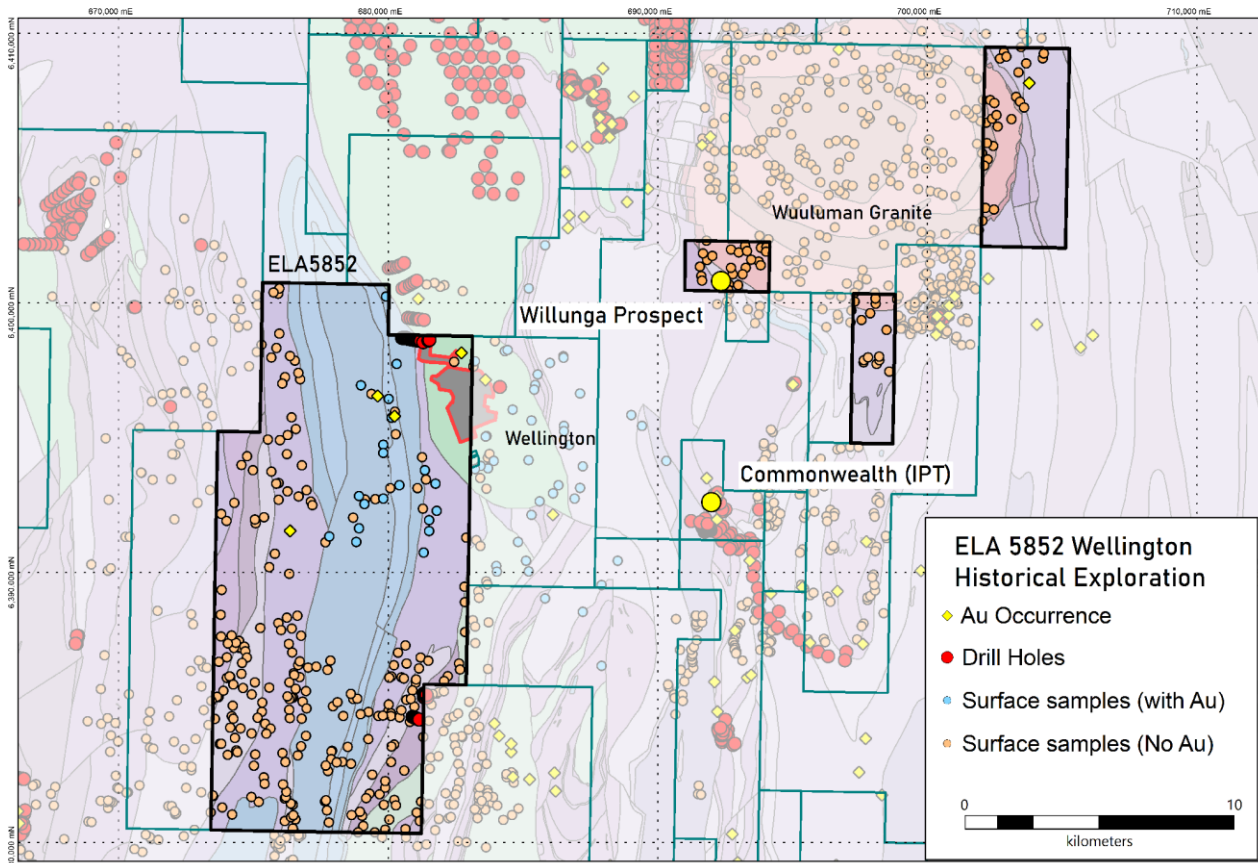 670,000 mE
680,000 mE
690,000 mE
700,000 mE
710,000 mE
6,410,000 mN
Wuuluman Granite
ELA5852
6,400,000 mN
Willunga Prospect
Wellington
Commonwealth (IPT)
6,390,000 mN
ELA 5852 Wellington
Historical Exploration
Au Occurrence
Drill Holes
Surface samples (with Au)
Surface samples (No Au)
0
10
kilometers